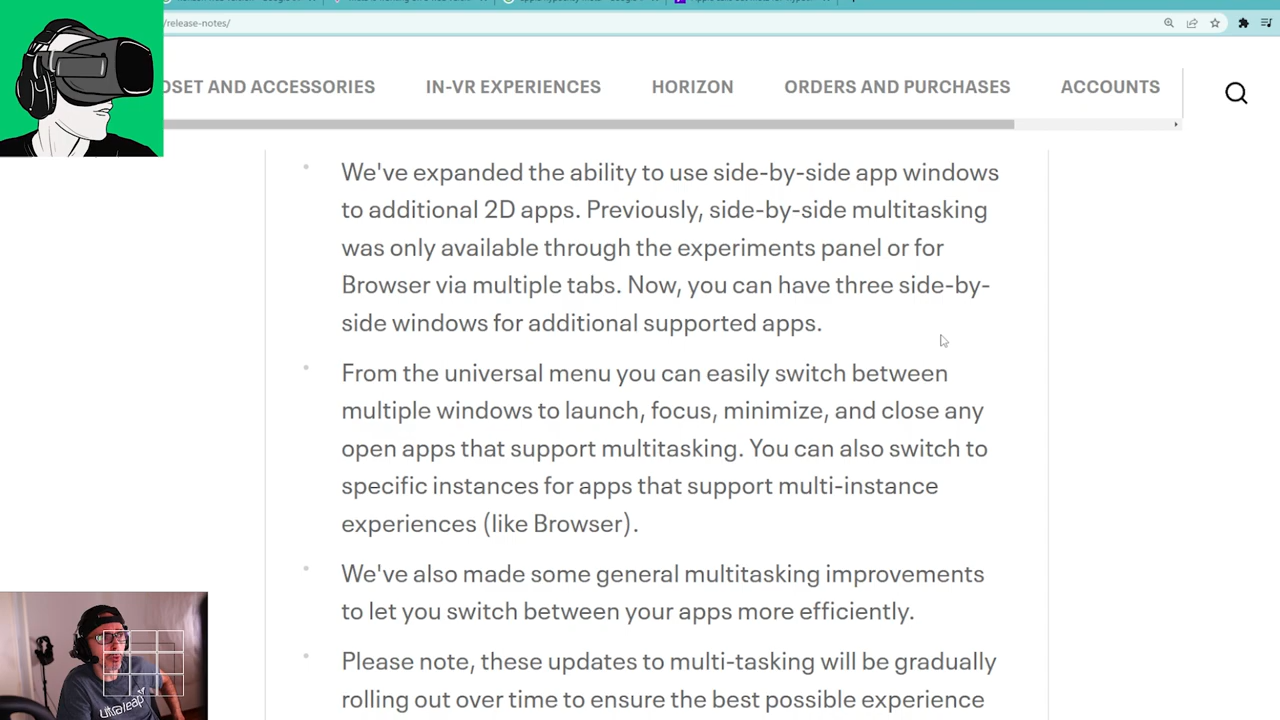 /release-notes/
DSET AND ACCESSORIES IN-VR EXPERIENCES HORIZON ORDERS AND PURCHASES ACCOUNTS
We've expanded the ability to use side-by-side app windows
to additional 2D apps. Previously, side-by-side multitasking
was only available through the experiments panel or for
Browser via multiple tabs. Now, you can have three side-by-
side windows for additional supported apps.
From the universal menu you can easily switch between
multiple windows to launch, focus, minimize, and close any
open apps that support multitasking. You can also switch to
specific instances for apps that support multi-instance
experiences (like Browser).
We've also made some general multitasking improvements
to let you switch between your apps more efficiently.
Please note, these updates to multi-tasking will be gradually
rolling out over time to ensure the best possible experience
ultraleap